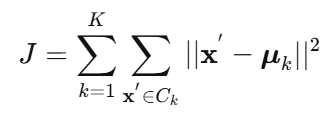 J = \sum_{k=1}^{K} \sum_{\mathbf{x}' \in C_k} ||\mathbf{x}' - \boldsymbol{\mu}_k||^2